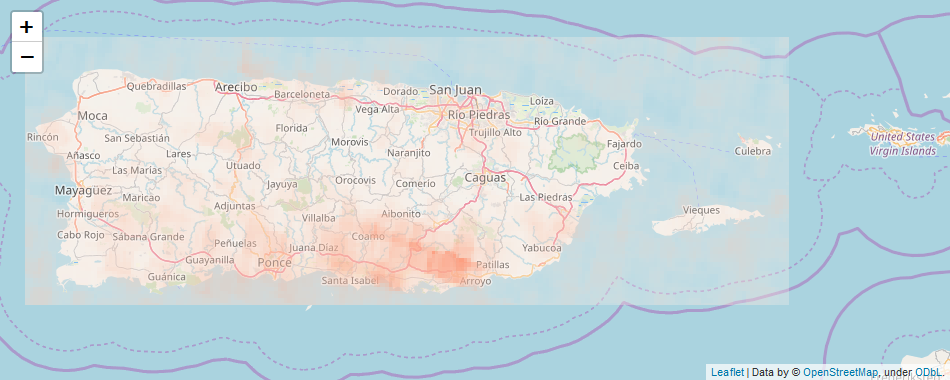 +
−
Quebradillas
Arecibo
Barceloneta
Dorado
San Juan
Vega Alta
Loíza
Moca
Río Piedras
Río Grande
Rincón
San Sebastián
Florida
Morovis
Trujillo Alto
Fajardo
United States
Virgin Islands
Añasco
Lares
Naranjito
Culebra
Las Marías
Utuado
Ceiba
Mayagüez
Jayuya
Orocovis
Comerío
Caguas
Maricao
Las Piedras
Hormigueros
Adjuntas
Villalba
Aibonito
Vieques
Cabo Rojo
Sabana Grande
Peñuelas
Coamo
Juana Díaz
Yabucoa
Guayanilla
Ponce
Patillas
Guánica
Santa Isabel
Arroyo
Leaflet | Data by © OpenStreetMap, under ODbL.